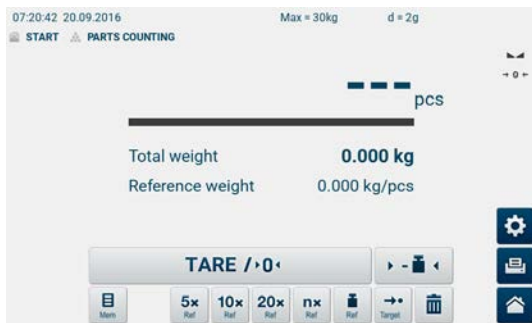 07:20:42 20.09.2016 Max = 30kg d = 2g
START PARTS COUNTING
→ 0 ←
--- pcs
Total weight 0.000 kg
Reference weight 0.000 kg/pcs
TARE / 0
Mem 5x Ref 10x Ref 20x Ref nx Ref Ref Target